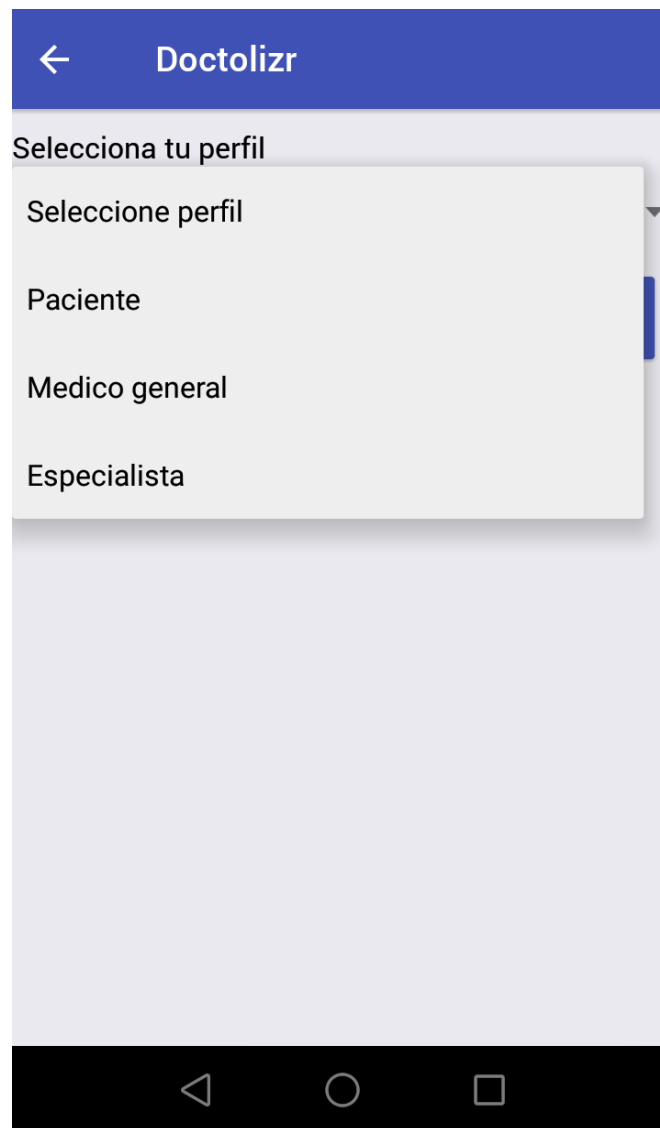 Doctolizr
Selecciona tu perfil
Seleccione perfil
Paciente
Medico general
Especialista